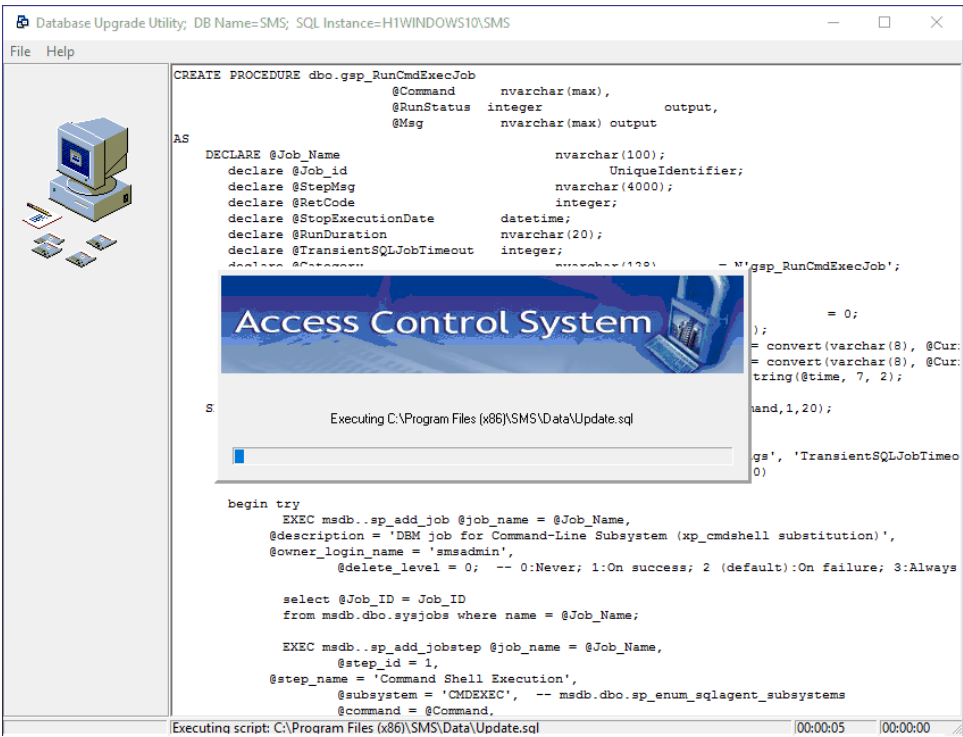 Database Upgrade Utility; DB Name=SMS; SQL Instance=H1WINDOWS10\SMS
File Help
CREATE PROCEDURE dbo.gsp_RunCmdExecJob
@Command nvarchar(max),
@RunStatus integer output,
@Msg nvarchar(max) output
AS
DECLARE @Job_Name nvarchar(100);
declare @Job_id UniqueIdentifier;
declare @StepMsg nvarchar(4000);
declare @RetCode integer;
declare @StopExecutionDate datetime;
declare @RunDuration nvarchar(20);
declare @TransientSQLJobTimeout integer;
declare @Category nvarchar(128) = N'gsp_RunCmdExecJob';
= 0;
);
= convert(varchar(8), @Cur
= convert(varchar(8), @Cur
tring(@time, 7, 2);
Access Control System
S
and,1,20);
Executing C:\Program Files (x86)\SMS\Data\Update.sql
gs', 'TransientSQLJobTimeo
0)
begin try
EXEC msdb..sp_add_job @job_name = @Job_Name,
@description = 'DBM job for Command-Line Subsystem (xp_cmdshell substitution)',
@owner_login_name = 'smsadmin',
@delete_level = 0; -- 0:Never; 1:On success; 2 (default):On failure; 3:Always
select @Job_ID = Job_ID
from msdb.dbo.sysjobs where name = @Job_Name;
EXEC msdb..sp_add_jobstep @job_name = @Job_Name,
@step_id = 1,
@step_name = 'Command Shell Execution',
@subsystem = 'CMDEXEC', -- msdb.dbo.sp_enum_sqlagent_subsystems
@command = @Command,
Executing script: C:\Program Files (x86)\SMS\Data\Update.sql 00:00:05 00:00:00